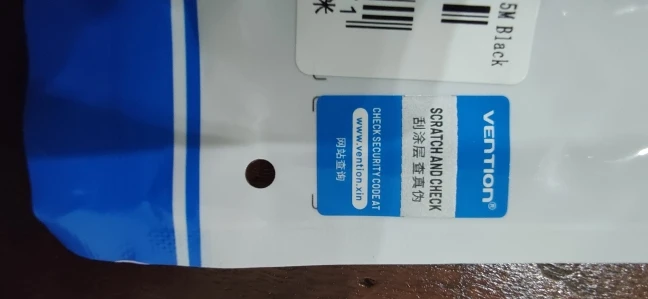 5M Black
1
米
VENTION®
SCRATCH AND CHECK
刮涂层 查真伪
CHECK SECURITY CODE AT
www.vention.xin
网站查询